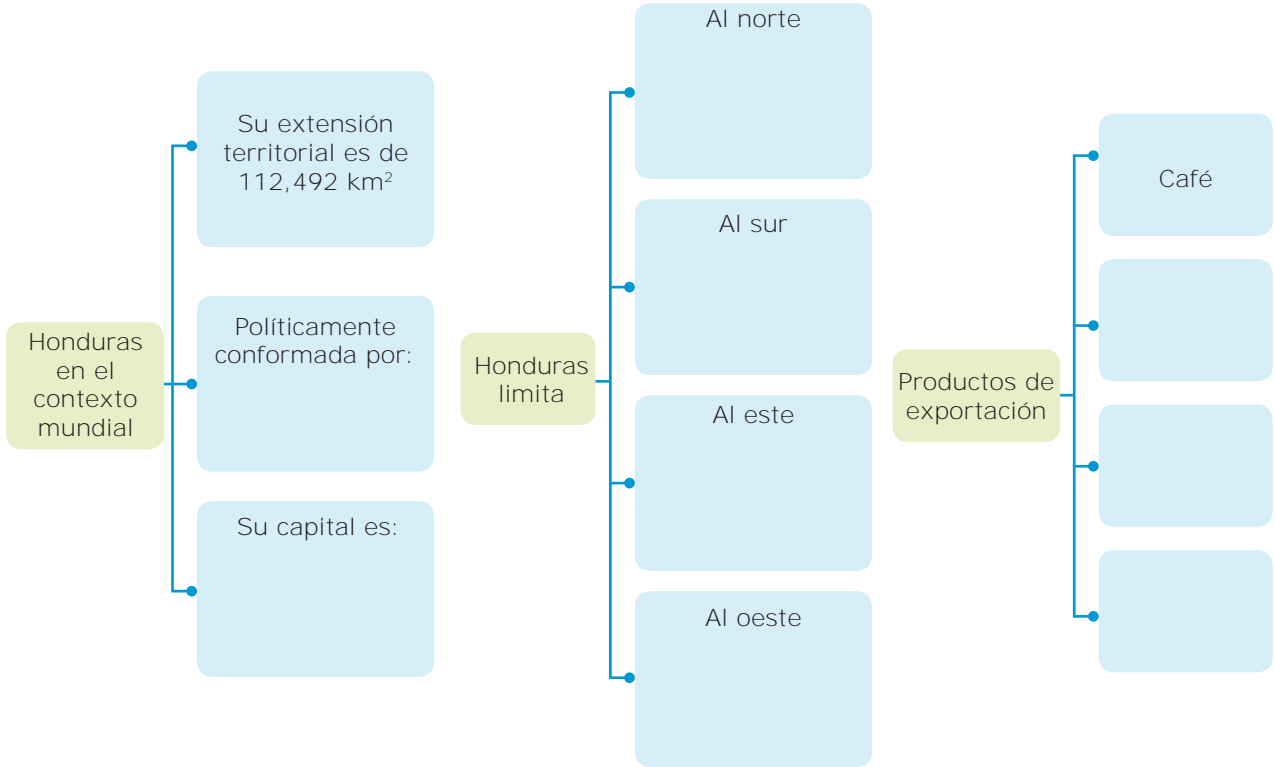 Honduras
en el
contexto
mundial
Su extensión
territorial es de
112,492 km²
Políticamente
conformada por:
Su capital es:
Honduras
limita
Al norte
Al sur
Al este
Al oeste
Productos de
exportación
Café